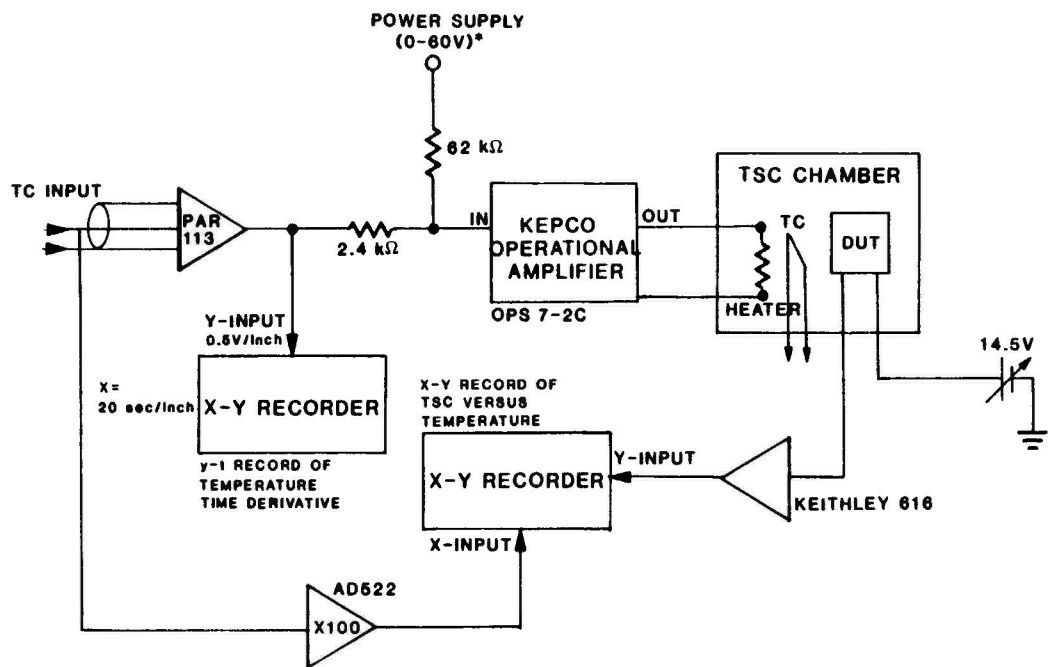 POWER SUPPLY
(0-60V)*
62 kΩ
TC INPUT
PAR
113
2.4 kΩ
IN
KEPCO
OPERATIONAL
AMPLIFIER
OUT
OPS 7-2C
TSC CHAMBER
TC
DUT
HEATER
14.5V
Y-INPUT
0.5V/Inch
X=
20 sec/Inch
X-Y RECORDER
y-t RECORD OF
TEMPERATURE
TIME DERIVATIVE
X-Y RECORD OF
TSC VERSUS
TEMPERATURE
X-Y RECORDER
Y-INPUT
KEITHLEY 616
X-INPUT
AD522
X100